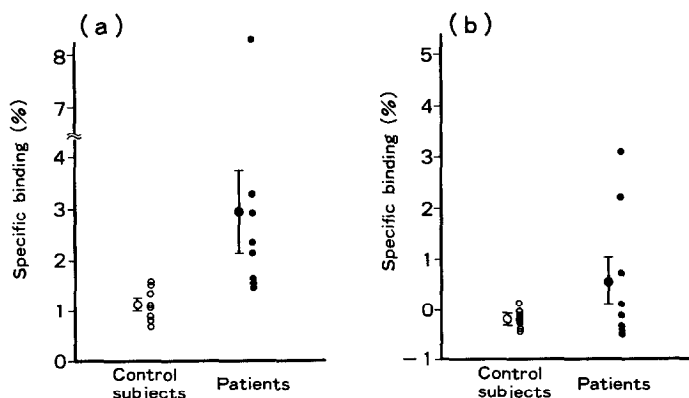 (a)
Specific binding (%)
8
7
4
3
2
1
0
Control
subjects
Patients
(b)
Specific binding (%)
5
4
3
2
1
0
−1
Control
subjects
Patients